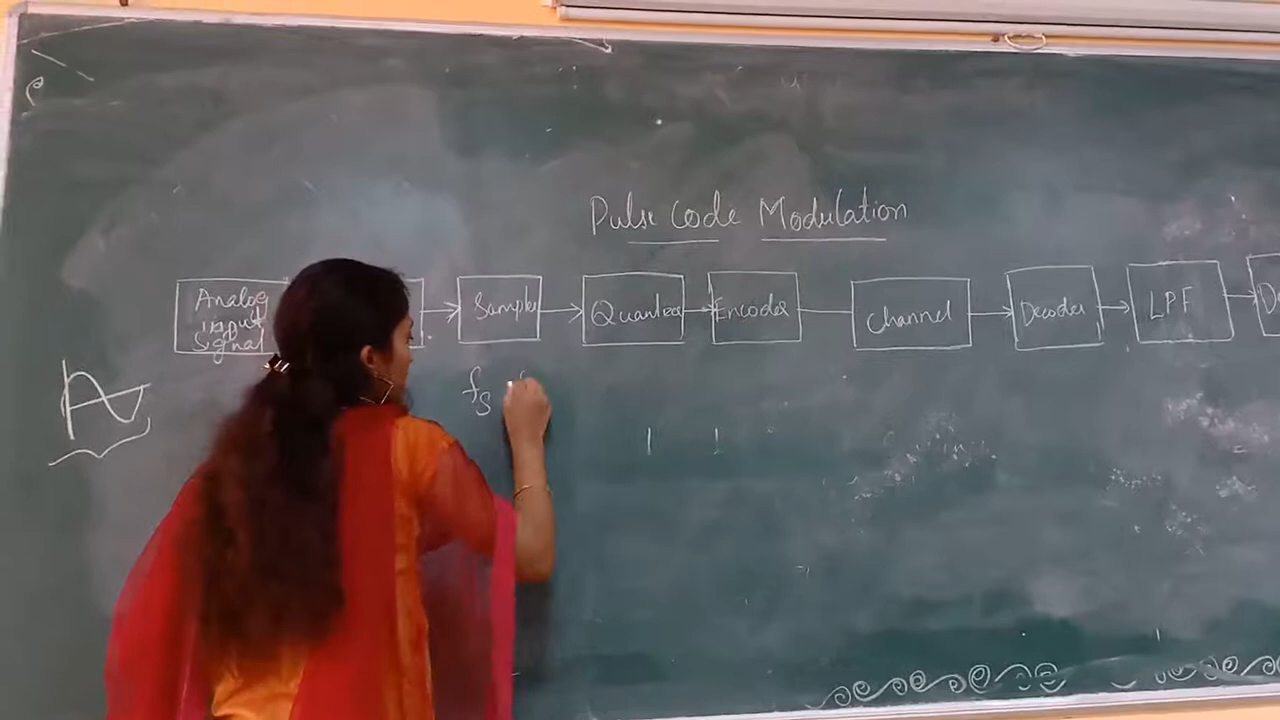 Pulse Code Modulation
Analog
input
signal
Sampler
Quantizer
Encoder
Channel
Decoder
LPF
D
fs